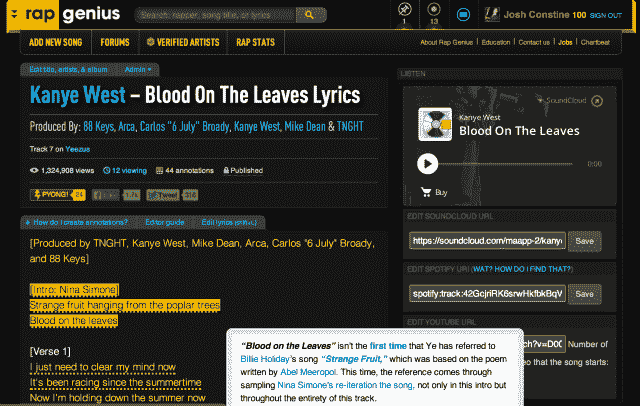 rap genius
Search: rapper, song title, or lyrics
1
13
Josh Constine 100 SIGN OUT
ADD NEW SONG
FORUMS
VERIFIED ARTISTS
RAP STATS
About Rap Genius | Education | Contact us | Jobs | Chartbeat
Edit title, artists, & album
Admin
Kanye West – Blood On The Leaves Lyrics
Produced By: 88 Keys, Arca, Carlos "6 July" Broady, Kanye West, Mike Dean & TNGHT
Track 7 on Yeezus
1,324,908 views
12 viewing
44 annotations
Published
PYONG! 24
Tweet
How do I create annotations?
Editor guide
Edit lyrics
[Produced by TNGHT, Kanye West, Mike Dean, Arca, Carlos "6 July" Broady,
and 88 Keys]
[Intro: Nina Simone]
Strange fruit hanging from the poplar trees
Blood on the leaves
[Verse 1]
I just need to clear my mind now
It's been racing since the summertime
Now I'm holding down the summer now
"Blood on the Leaves" isn't the first time that Ye has referred to
Billie Holiday's song "Strange Fruit," which was based on the poem
written by Abel Meeropol. This time, the reference comes through
sampling Nina Simone's re-iteration the song, not only in this intro but
throughout the entirety of this track.
LISTEN
SoundCloud
Kanye West
Blood On The Leaves
0:00
Buy
EDIT SOUNDCLOUD URL
https://soundcloud.com/maapp-2/kany
Save
EDIT SPOTIFY URI (WAT? HOW DO I FIND THAT?)
spotify:track:42GcjriRK6srwHkfbkBqV
Save
EDIT YOUTUBE URL
Number of
song that starts: